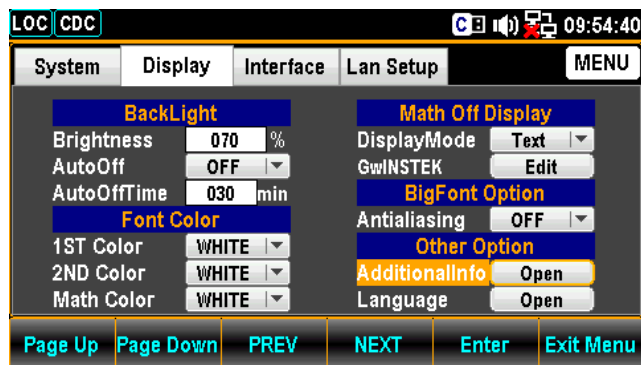 LOC CDC C 09:54:40
System Display Interface Lan Setup MENU
BackLight
Brightness 070 %
AutoOff OFF
AutoOffTime 030 min
Font Color
1ST Color WHITE
2ND Color WHITE
Math Color WHITE
Math Off Display
DisplayMode Text
GWINSTEK Edit
BigFont Option
Antialiasing OFF
Other Option
AdditionalInfo Open
Language Open
Page Up Page Down PREV NEXT Enter Exit Menu